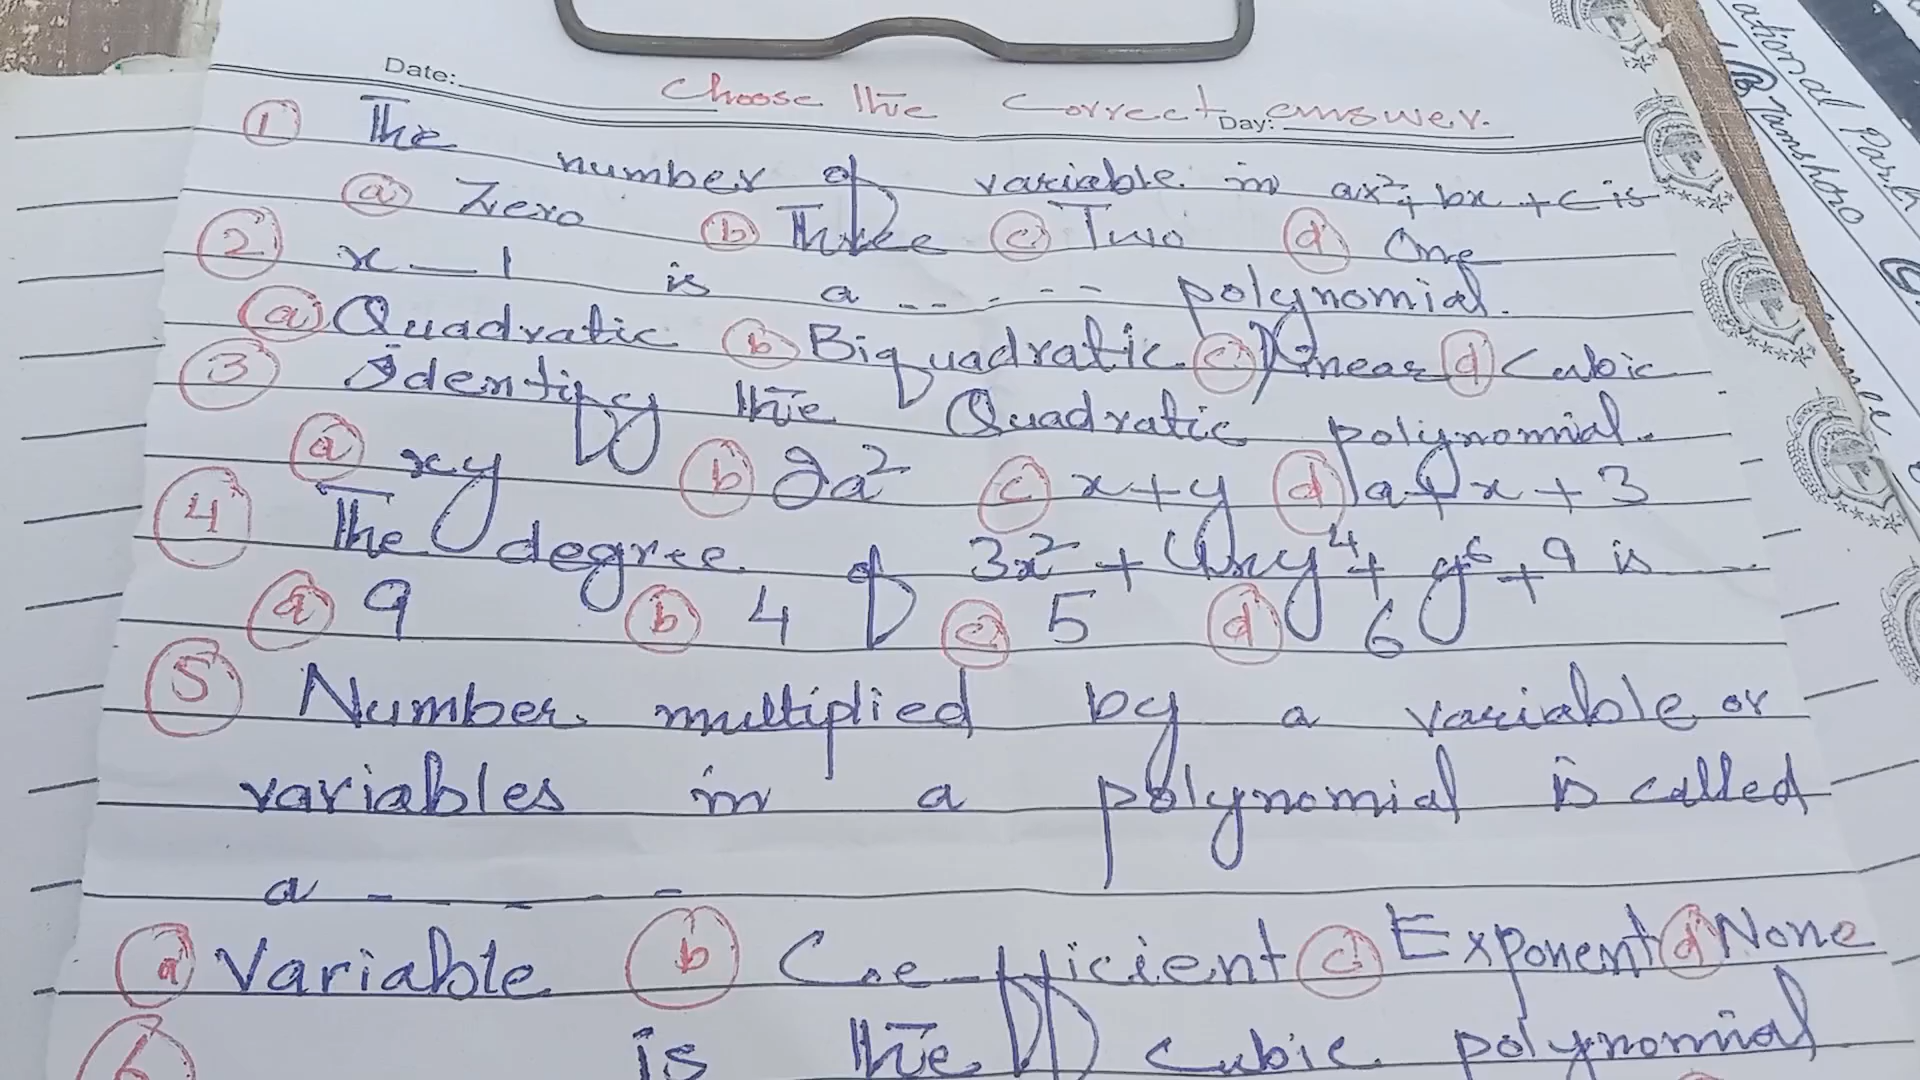 Date:
Choose the Correct answer.
Day:
① The number of variable in ax²+bx+c is
ⓐ Zero ⓑ Three ⓒ Two ⓓ One
② x-1 is a ----- polynomial.
ⓐ Quadratic ⓑ Biquadratic ⓒ Linear ⓓ Cubic
③ Identify the Quadratic polynomial.
ⓐ xy ⓑ 2a² ⓒ x+y ⓓ a+x+3
④ The degree of 3x²+4xy⁴+y⁶+9 is --
ⓐ 9 ⓑ 4 ⓒ 5 ⓓ 6
⑤ Number multiplied by a variable or
variables in a polynomial is called
a - - -
ⓐ Variable ⓑ Co-efficient ⓒ Exponent ⓓ None
⑥ is the cubic polynomial